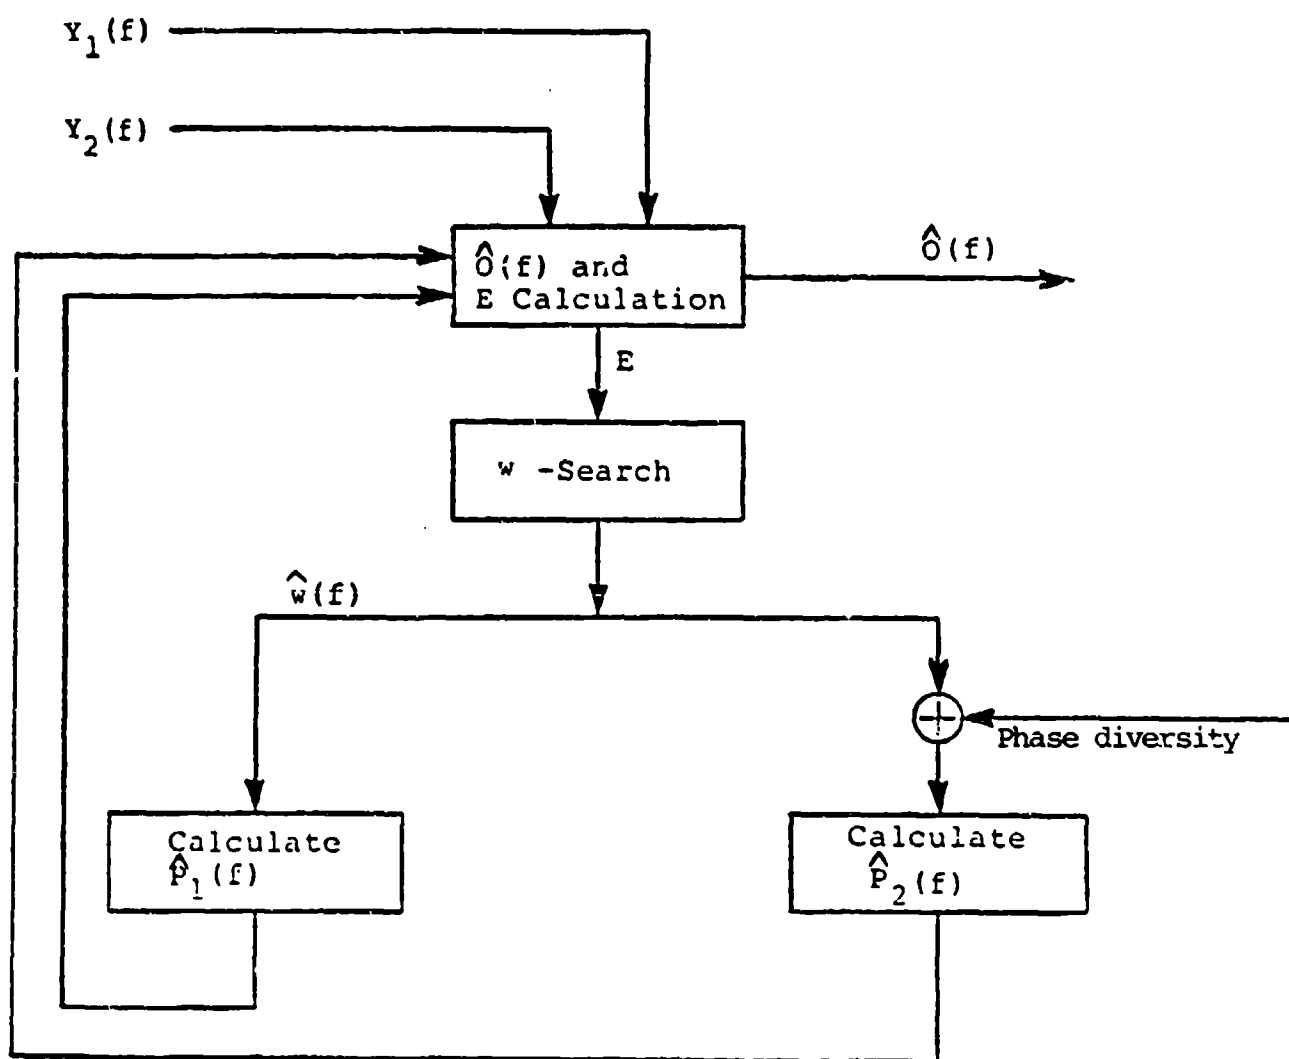 Y₁(f)
Y₂(f)
Ô(f) and
E Calculation
Ô(f)
E
w -Search
ŵ(f)
+
Phase diversity
Calculate
P̂₁(f)
Calculate
P̂₂(f)